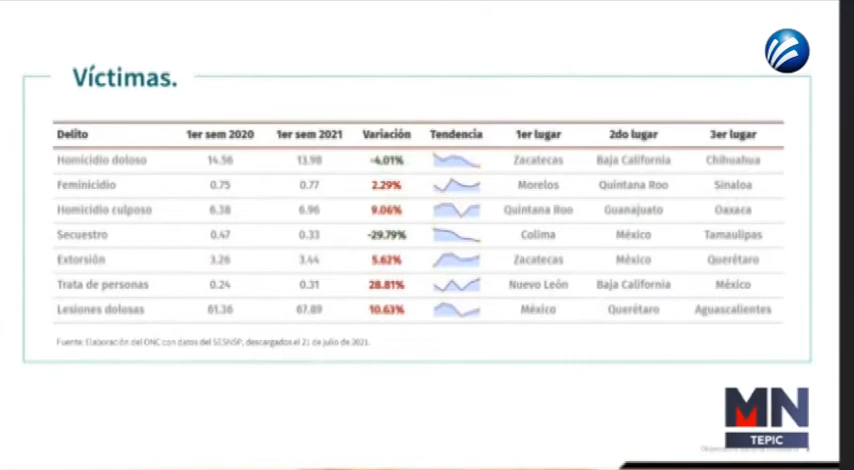 Víctimas.
Delito 1er sem 2020 1er sem 2021 Variación Tendencia 1er lugar 2do lugar 3er lugar
Homicidio doloso 14.56 13.98 -4.01% Zacatecas Baja California Chihuahua
Feminicidio 0.75 0.77 2.29% Morelos Quintana Roo Sinaloa
Homicidio culposo 6.38 6.96 9.06% Quintana Roo Guanajuato Oaxaca
Secuestro 0.47 0.33 -29.79% Colima México Tamaulipas
Extorsión 3.26 3.44 5.62% Zacatecas México Querétaro
Trata de personas 0.24 0.31 28.81% Nuevo León Baja California México
Lesiones dolosas 61.36 67.89 10.63% México Querétaro Aguascalientes
Fuente: Elaboración del ONC con datos del SESNSP, descargados el 21 de julio de 2021.
MN
TEPIC